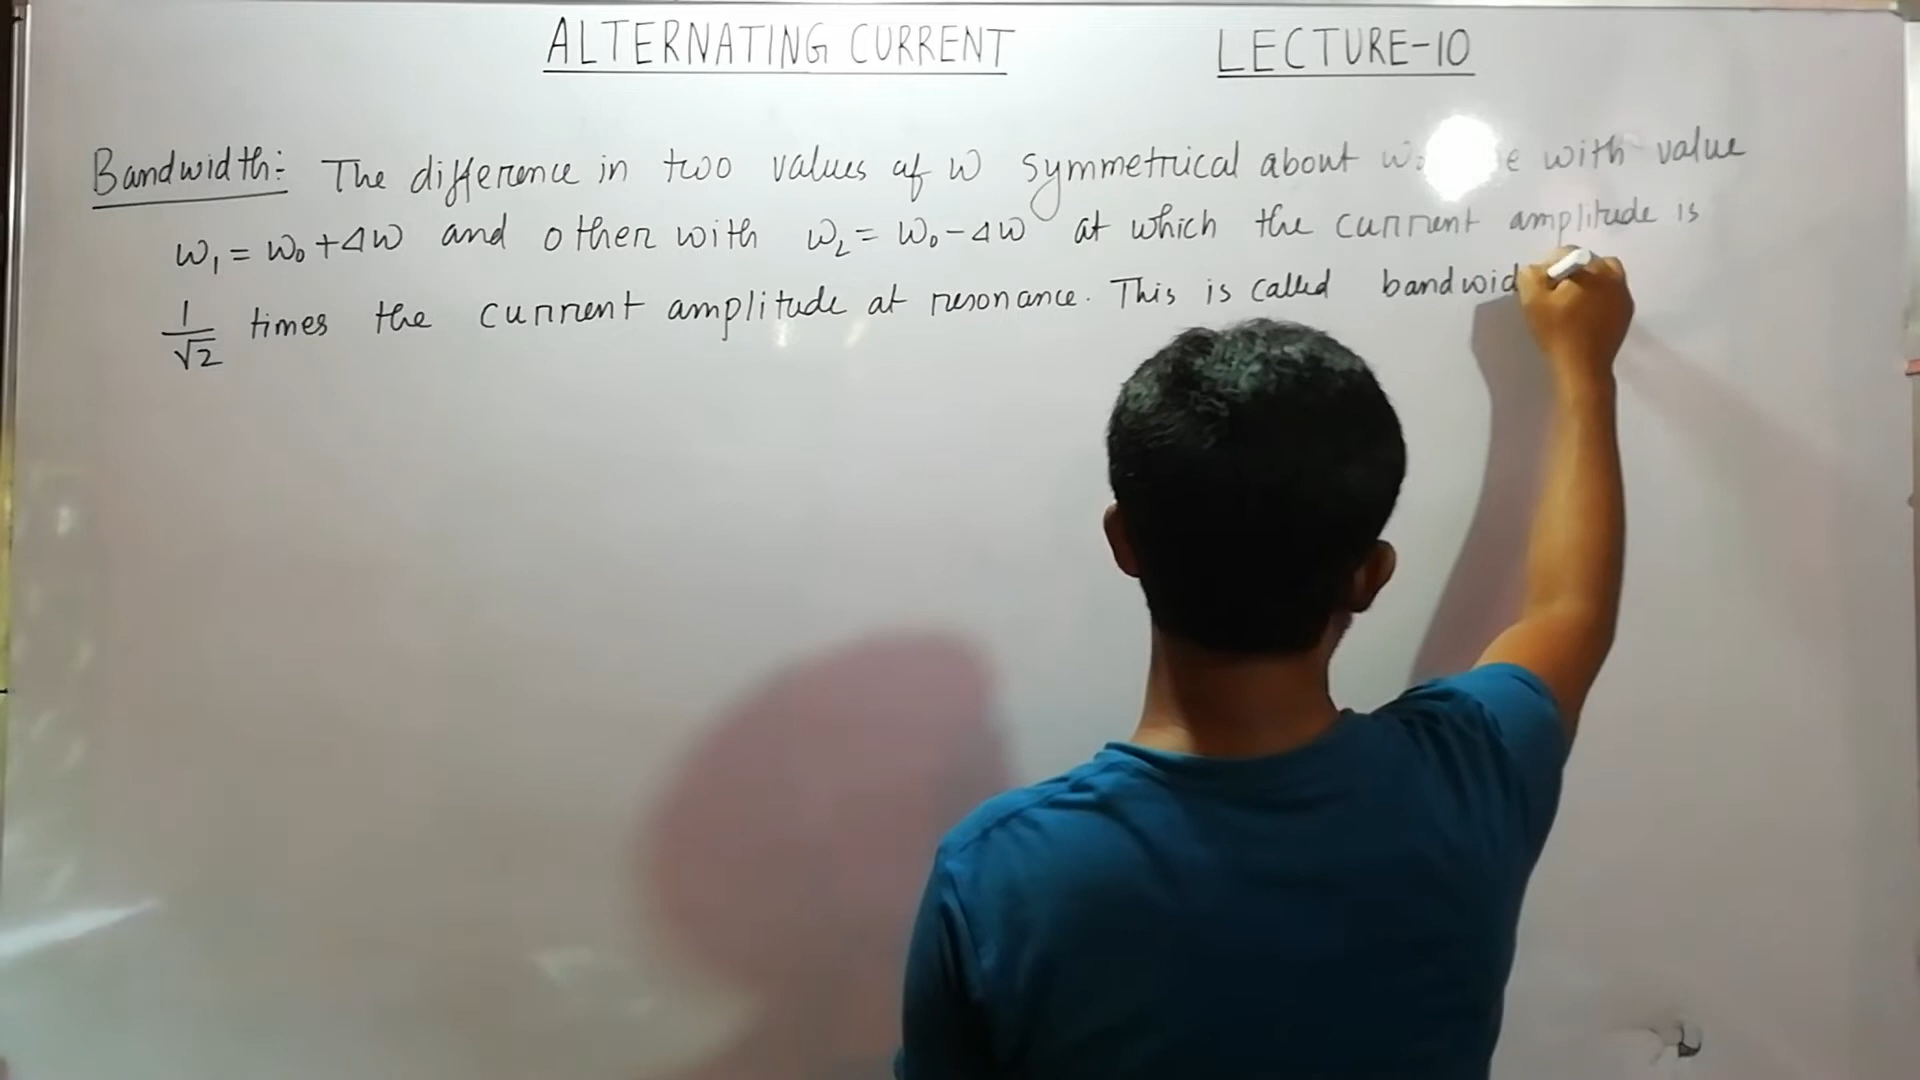 ALTERNATING CURRENT LECTURE-10
Bandwidth:- The difference in two values of ω symmetrical about ω₀ with value
ω₁ = ω₀ + Δω and other with ω₂ = ω₀ - Δω at which the current amplitude is
1/√2 times the current amplitude at resonance. This is called bandwid